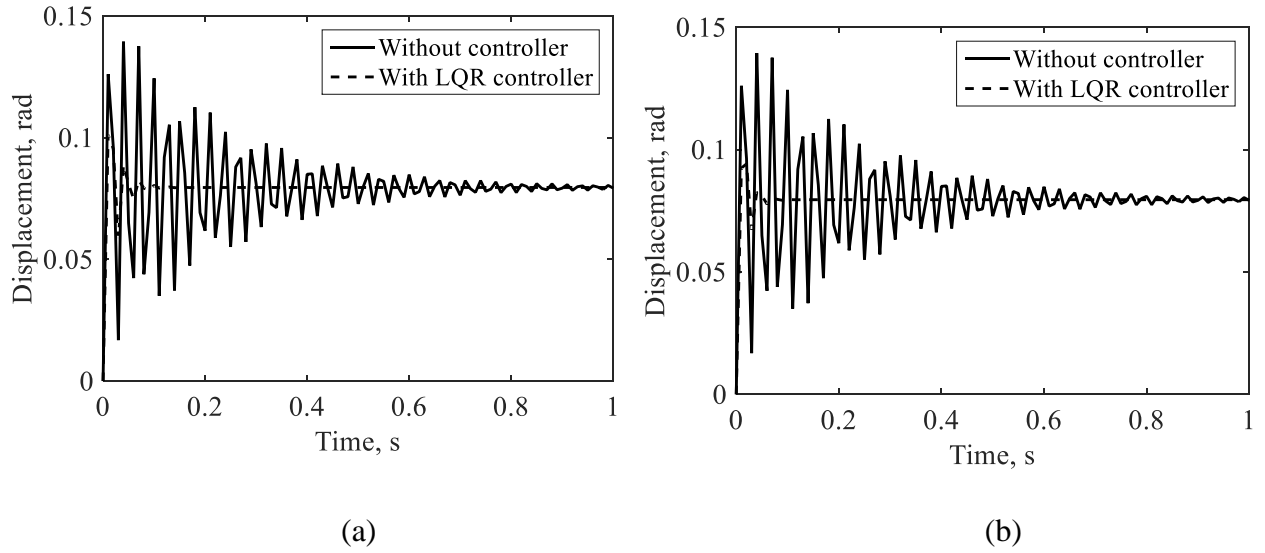 0.15
Without controller
With LQR controller
0.1
Displacement, rad
0.05
0
0
0.2
0.4
0.6
0.8
1
Time, s
(a)
0.15
Without controller
With LQR controller
0.1
Displacement, rad
0.05
0
0
0.2
0.4
0.6
0.8
1
Time, s
(b)